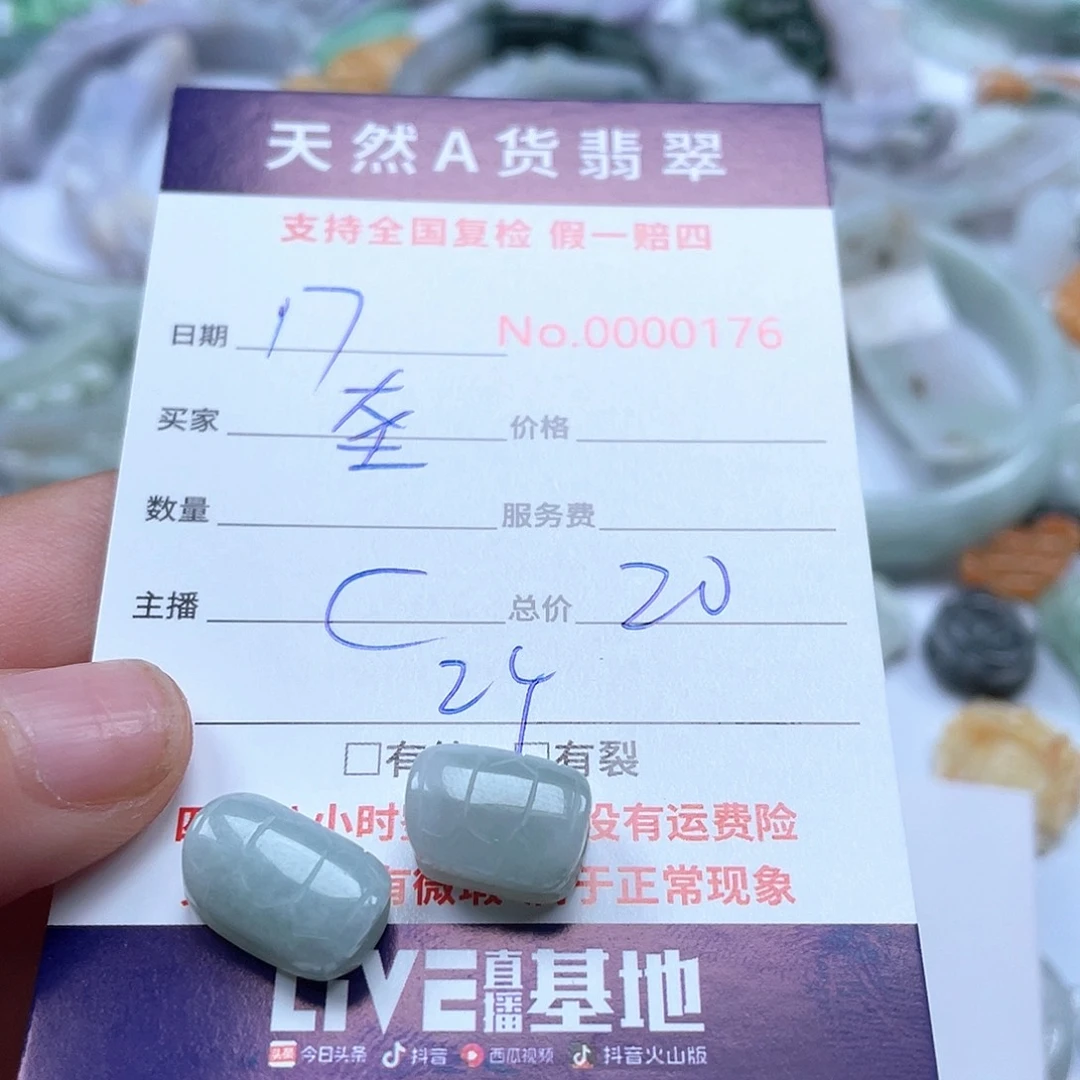 天然A货翡翠
支持全国复检 假一赔四
日期 17 No.0000176
买家 价格
数量 服务费
主播 C 总价 20
24
□有 □有裂
小时 没有运费险
有微瑕 于正常现象
LIVE直播基地
头条 今日头条 抖音 西瓜视频 抖音火山版